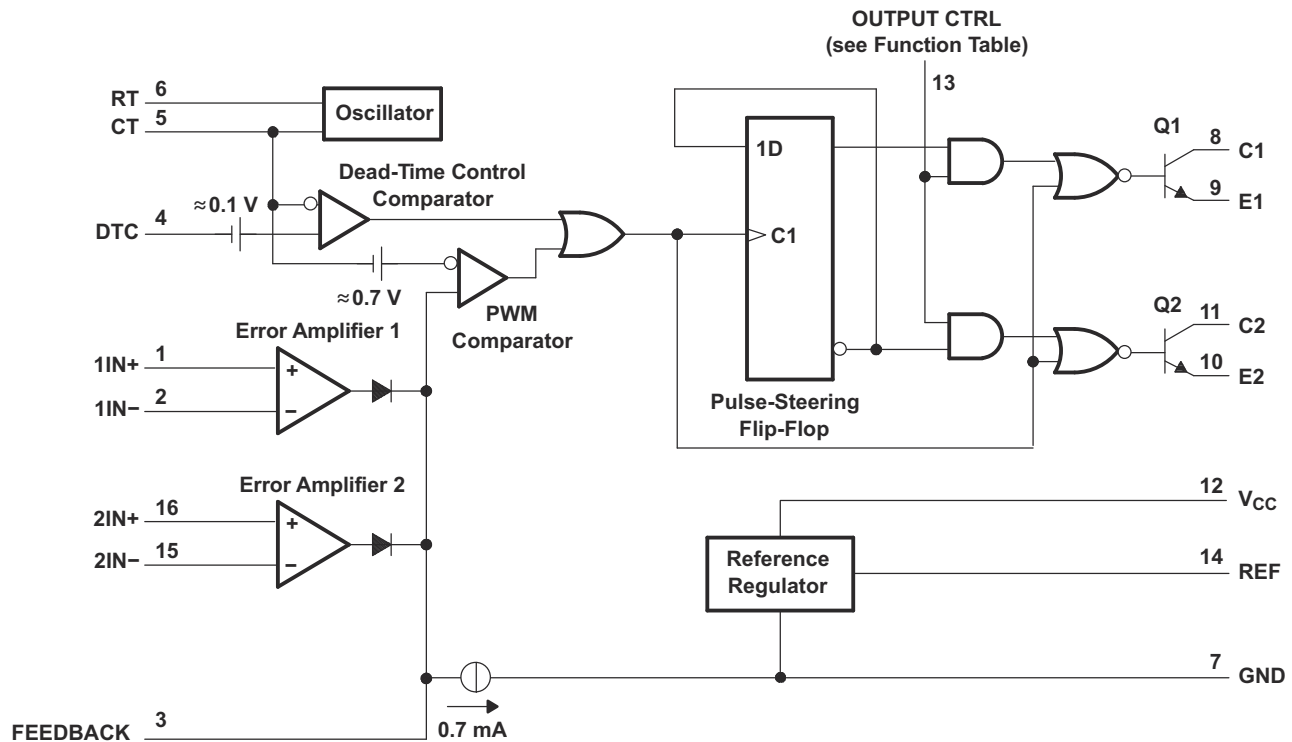 OUTPUT CTRL
(see Function Table)
13
RT 6
CT 5
Oscillator
Dead-Time Control
Comparator
≈0.1 V
DTC 4
≈0.7 V
PWM
Comparator
1D
C1
Pulse-Steering
Flip-Flop
Q1
8 C1
9 E1
Q2
11 C2
10 E2
Error Amplifier 1
1IN+ 1
1IN− 2
+
−
Error Amplifier 2
2IN+ 16
2IN− 15
+
−
12 VCC
Reference
Regulator
14 REF
7 GND
0.7 mA
FEEDBACK 3